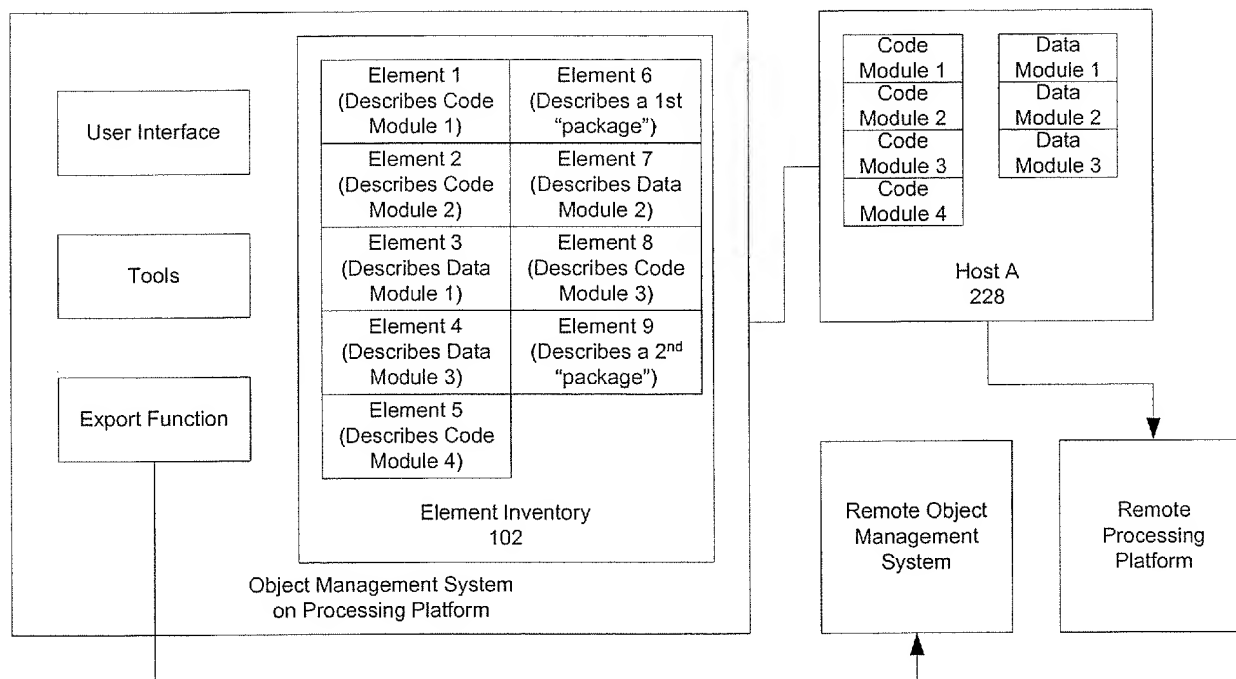 User Interface
Tools
Export Function
Element 1
(Describes Code
Module 1)
Element 2
(Describes Code
Module 2)
Element 3
(Describes Data
Module 1)
Element 4
(Describes Data
Module 3)
Element 5
(Describes Code
Module 4)
Element 6
(Describes a 1st
“package”)
Element 7
(Describes Data
Module 2)
Element 8
(Describes Code
Module 3)
Element 9
(Describes a 2nd
“package”)
Element Inventory
102
Object Management System
on Processing Platform
Code
Module 1
Code
Module 2
Code
Module 3
Code
Module 4
Data
Module 1
Data
Module 2
Data
Module 3
Host A
228
Remote Object
Management
System
Remote
Processing
Platform